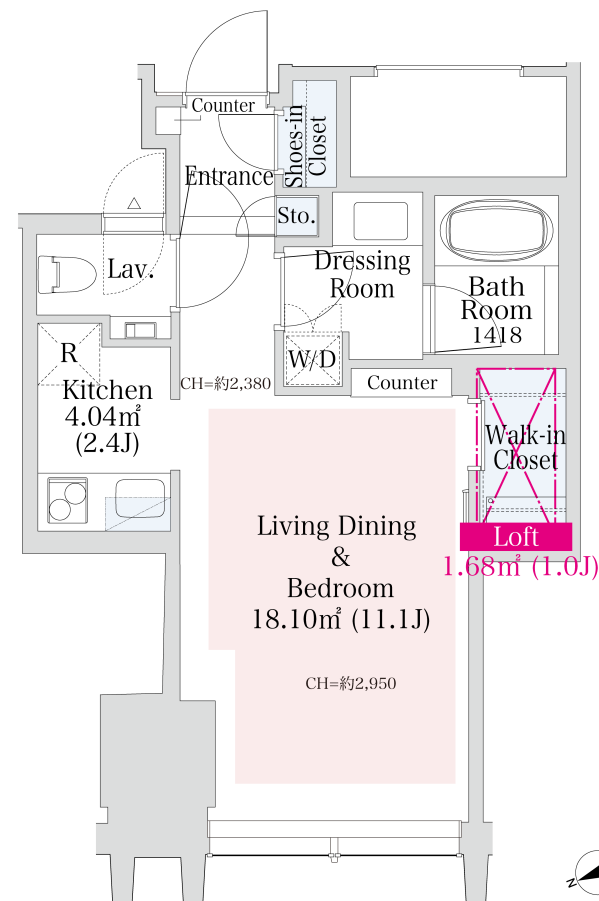 Counter
Shoes-in
Closet
Entrance
Sto.
Lav.
Dressing
Room
Bath
Room
1418
R
W/D
Kitchen
4.04㎡
(2.4J)
CH=約2,380
Counter
Walk-in
Closet
Loft
1.68㎡ (1.0J)
Living Dining
&
Bedroom
18.10㎡ (11.1J)
CH=約2,950
N